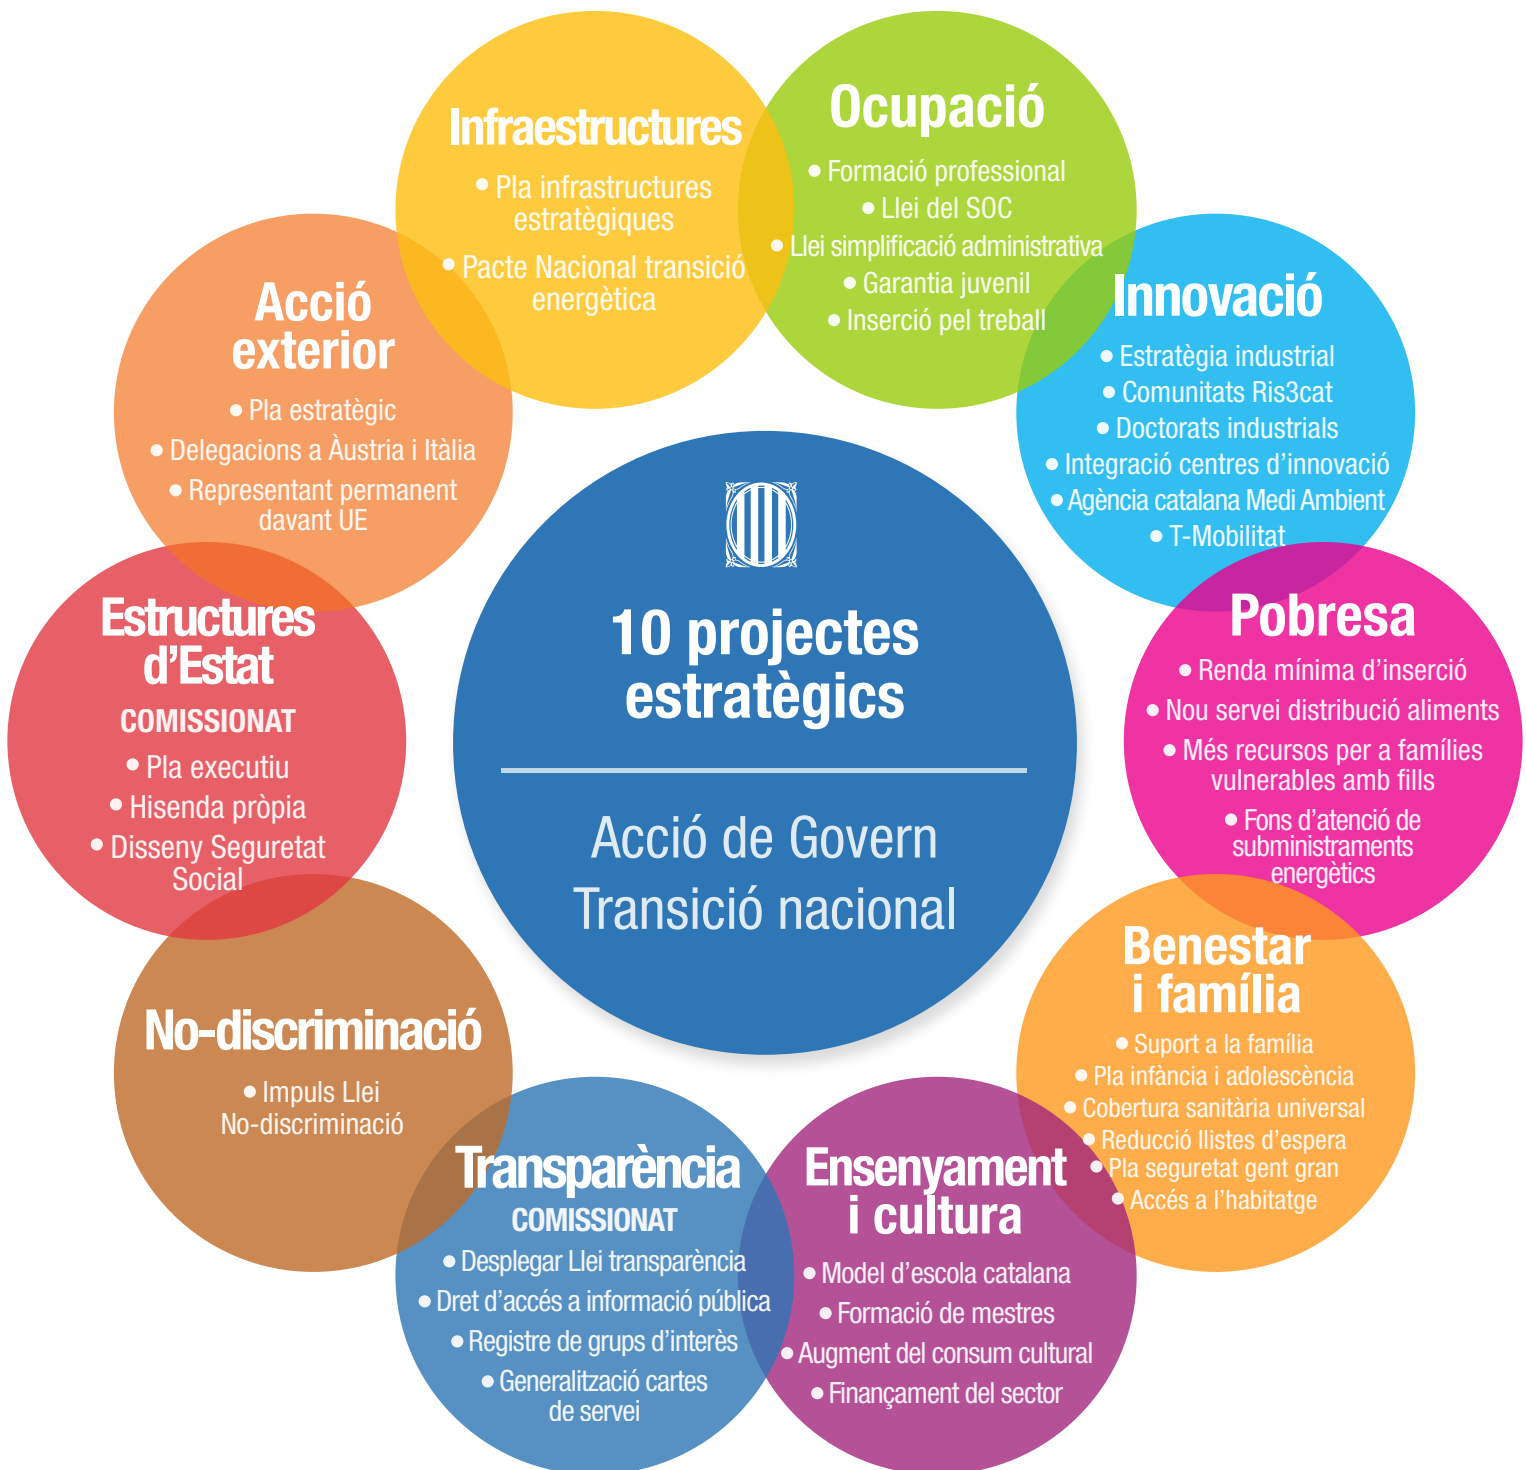 10 projectes
estratègics
Acció de Govern
Transició nacional
Ocupació
• Formació professional
• Llei del SOC
• Llei simplificació administrativa
• Garantia juvenil
• Inserció pel treball
Innovació
• Estratègia industrial
• Comunitats Ris3cat
• Doctorats industrials
• Integració centres d’innovació
• Agència catalana Medi Ambient
• T-Mobilitat
Pobresa
• Renda mínima d’inserció
• Nou servei distribució aliments
• Més recursos per a famílies
vulnerables amb fills
• Fons d’atenció de
subministraments
energètics
Benestar
i família
• Suport a la família
• Pla infància i adolescència
• Cobertura sanitària universal
• Reducció llistes d’espera
• Pla seguretat gent gran
• Accés a l’habitatge
Ensenyament
i cultura
• Model d’escola catalana
• Formació de mestres
• Augment del consum cultural
• Finançament del sector
Transparència
COMISSIONAT
• Desplegar Llei transparència
• Dret d’accés a informació pública
• Registre de grups d’interès
• Generalització cartes
de servei
No-discriminació
• Impuls Llei
No-discriminació
Estructures
d’Estat
COMISSIONAT
• Pla executiu
• Hisenda pròpia
• Disseny Seguretat
Social
Acció
exterior
• Pla estratègic
• Delegacions a Àustria i Itàlia
• Representant permanent
davant UE
Infraestructures
• Pla infrastructures
estratègiques
• Pacte Nacional transició
energètica